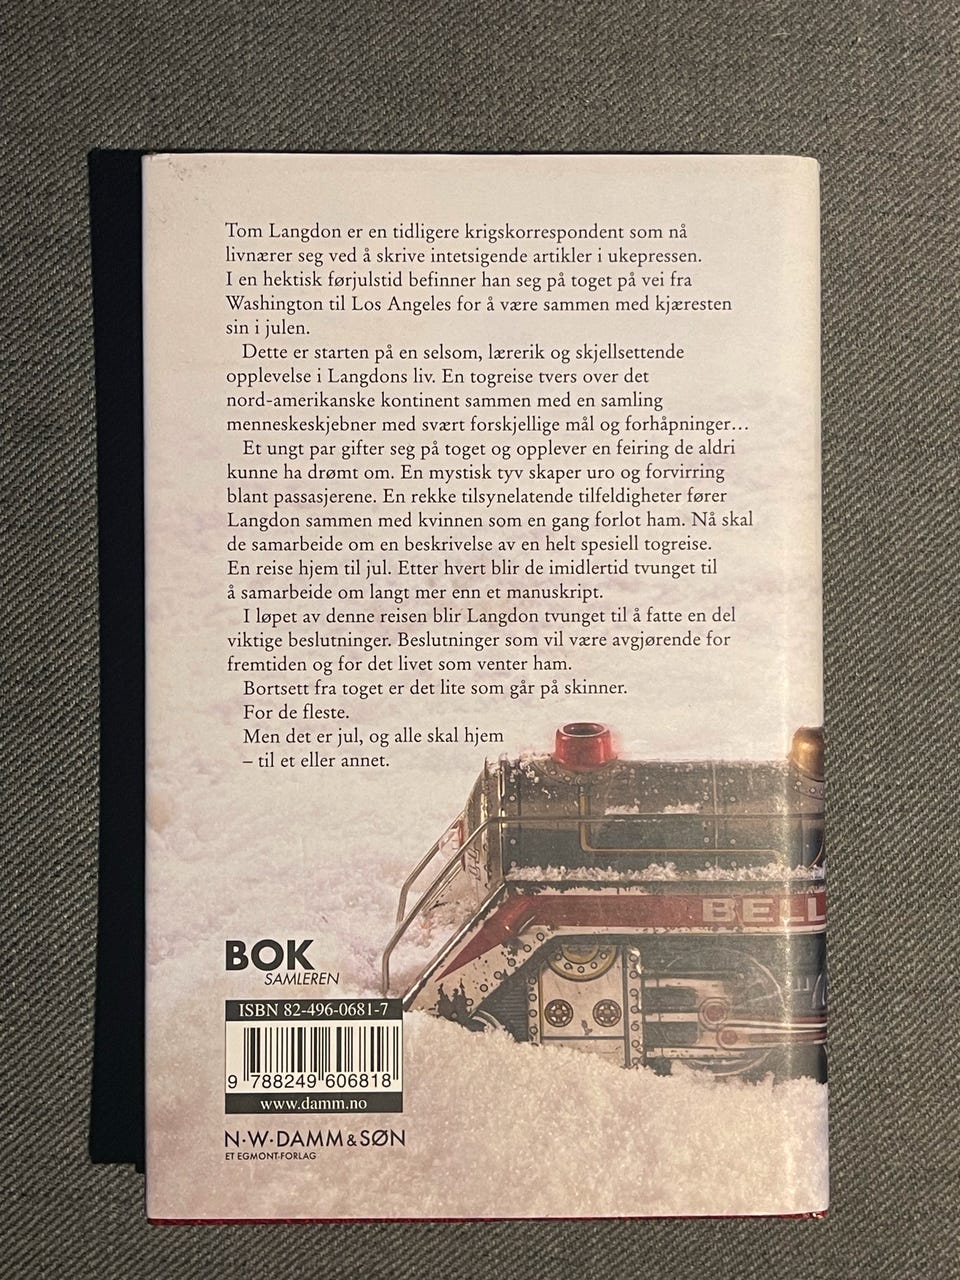 Tom Langdon er en tidligere krigskorrespondent som nå
livnærer seg ved å skrive intetsigende artikler i ukepressen.
I en hektisk førjulstid befinner han seg på toget på vei fra
Washington til Los Angeles for å være sammen med kjæresten
sin i julen.
Dette er starten på en selsom, lærerik og skjellsettende
opplevelse i Langdons liv. En togreise tvers over det
nord-amerikanske kontinent sammen med en samling
menneskeskjebner med svært forskjellige mål og forhåpninger…
Et ungt par gifter seg på toget og opplever en feiring de aldri
kunne ha drømt om. En mystisk tyv skaper uro og forvirring
blant passasjerene. En rekke tilsynelatende tilfeldigheter fører
Langdon sammen med kvinnen som en gang forlot ham. Nå skal
de samarbeide om en beskrivelse av en helt spesiell togreise.
En reise hjem til jul. Etter hvert blir de imidlertid tvunget til
å samarbeide om langt mer enn et manuskript.
I løpet av denne reisen blir Langdon tvunget til å fatte en del
viktige beslutninger. Beslutninger som vil være avgjørende for
fremtiden og for det livet som venter ham.
Bortsett fra toget er det lite som går på skinner.
For de fleste.
Men det er jul, og alle skal hjem
– til et eller annet.
BELL
BOK
SAMLEREN
ISBN 82-496-0681-7
9 788249 606818
www.damm.no
N·W·DAMM & SØN
ET EGMONT-FORLAG